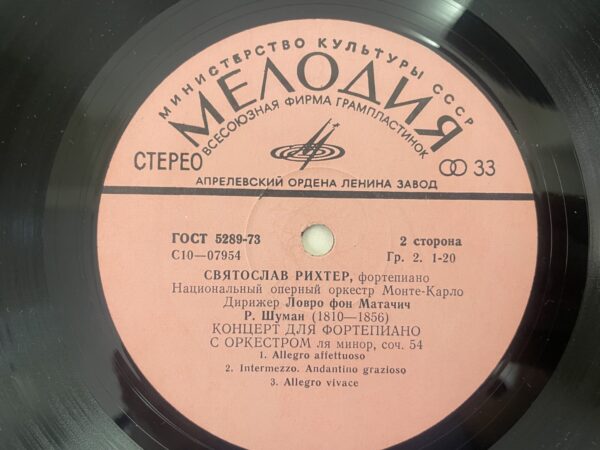 МИНИСТЕРСТВО КУЛЬТУРЫ СССР
МЕЛОДИЯ
ВСЕСОЮЗНАЯ ФИРМА ГРАМПЛАСТИНОК
СТЕРЕО
33
АПРЕЛЕВСКИЙ ОРДЕНА ЛЕНИНА ЗАВОД
ГОСТ 5289-73
2 сторона
С10—07954
Гр. 2. 1-20
СВЯТОСЛАВ РИХТЕР, фортепиано
Национальный оперный оркестр Монте-Карло
Дирижер Ловро фон Матачич
Р. Шуман (1810—1856)
КОНЦЕРТ ДЛЯ ФОРТЕПИАНО
С ОРКЕСТРОМ ля минор, соч. 54
1. Allegro affettuoso
2. Intermezzo. Andantino grazioso
3. Allegro vivace